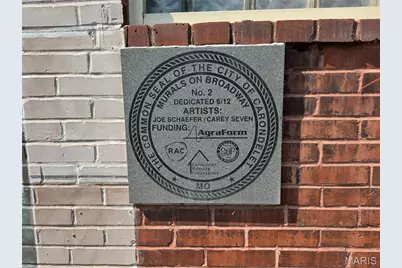 THE COMMON SEAL OF THE CITY OF CARONDELET
MURALS ON BROADWAY
No. 2
DEDICATED 6/12
ARTISTS:
JOE SCHAEFER / CAREY SEVEN
FUNDING:
AgraForm
RAC
MO
MARIS